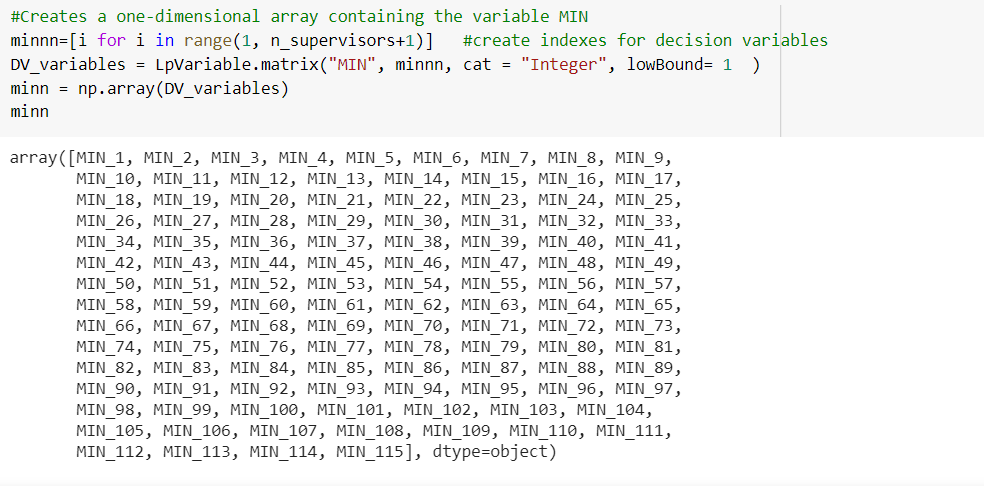 #Creates a one-dimensional array containing the variable MIN
minnn=[i for i in range(1, n_supervisors+1)]   #create indexes for decision variables
DV_variables = LpVariable.matrix("MIN", minnn, cat = "Integer", lowBound= 1  )
minn = np.array(DV_variables)
minn
array([MIN_1, MIN_2, MIN_3, MIN_4, MIN_5, MIN_6, MIN_7, MIN_8, MIN_9,
       MIN_10, MIN_11, MIN_12, MIN_13, MIN_14, MIN_15, MIN_16, MIN_17,
       MIN_18, MIN_19, MIN_20, MIN_21, MIN_22, MIN_23, MIN_24, MIN_25,
       MIN_26, MIN_27, MIN_28, MIN_29, MIN_30, MIN_31, MIN_32, MIN_33,
       MIN_34, MIN_35, MIN_36, MIN_37, MIN_38, MIN_39, MIN_40, MIN_41,
       MIN_42, MIN_43, MIN_44, MIN_45, MIN_46, MIN_47, MIN_48, MIN_49,
       MIN_50, MIN_51, MIN_52, MIN_53, MIN_54, MIN_55, MIN_56, MIN_57,
       MIN_58, MIN_59, MIN_60, MIN_61, MIN_62, MIN_63, MIN_64, MIN_65,
       MIN_66, MIN_67, MIN_68, MIN_69, MIN_70, MIN_71, MIN_72, MIN_73,
       MIN_74, MIN_75, MIN_76, MIN_77, MIN_78, MIN_79, MIN_80, MIN_81,
       MIN_82, MIN_83, MIN_84, MIN_85, MIN_86, MIN_87, MIN_88, MIN_89,
       MIN_90, MIN_91, MIN_92, MIN_93, MIN_94, MIN_95, MIN_96, MIN_97,
       MIN_98, MIN_99, MIN_100, MIN_101, MIN_102, MIN_103, MIN_104,
       MIN_105, MIN_106, MIN_107, MIN_108, MIN_109, MIN_110, MIN_111,
       MIN_112, MIN_113, MIN_114, MIN_115], dtype=object)